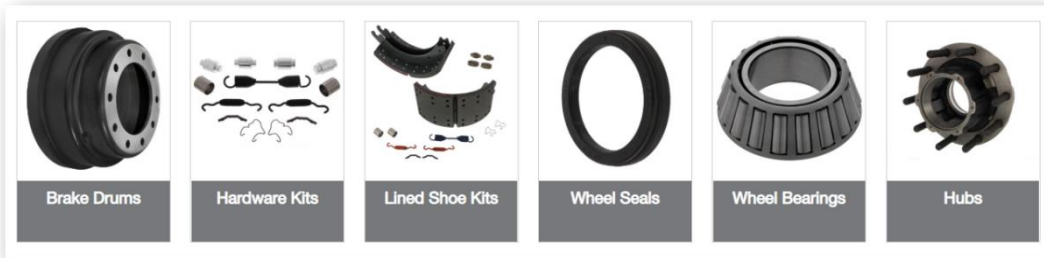 Brake Drums
Hardware Kits
Lined Shoe Kits
Wheel Seals
Wheel Bearings
Hubs